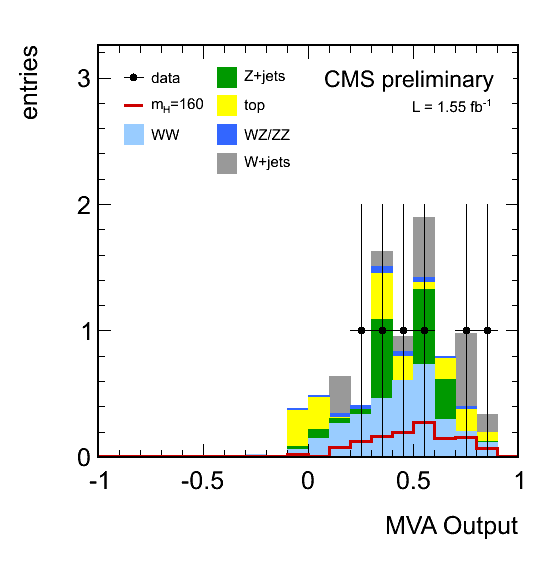 entries
3
2
1
0
data
m_H=160
WW
Z+jets
top
WZ/ZZ
W+jets
CMS preliminary
L = 1.55 fb⁻¹
-1 -0.5 0 0.5 1
MVA Output